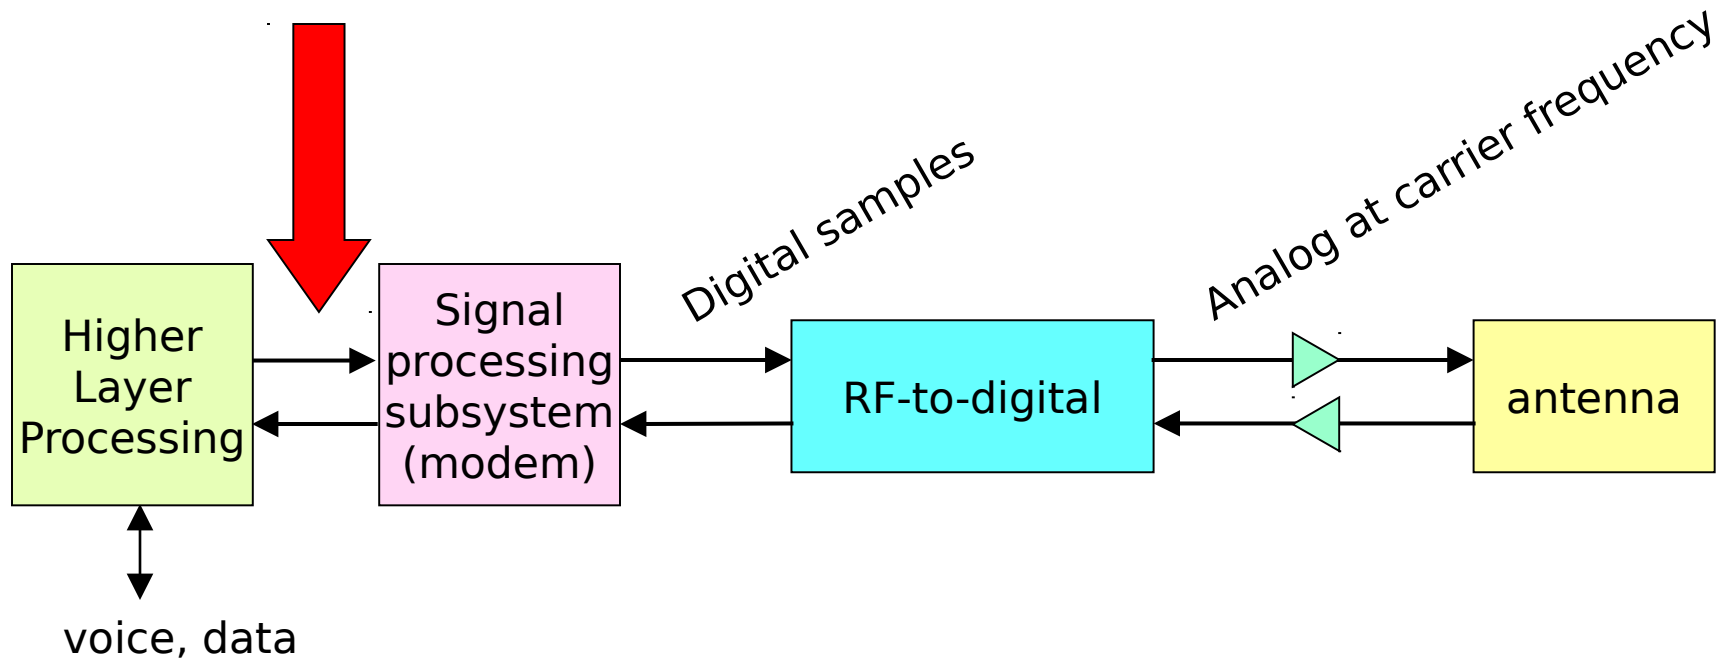 Analog at carrier frequency
Digital samples
Higher
Layer
Processing
Signal
processing
subsystem
(modem)
RF-to-digital
antenna
voice, data